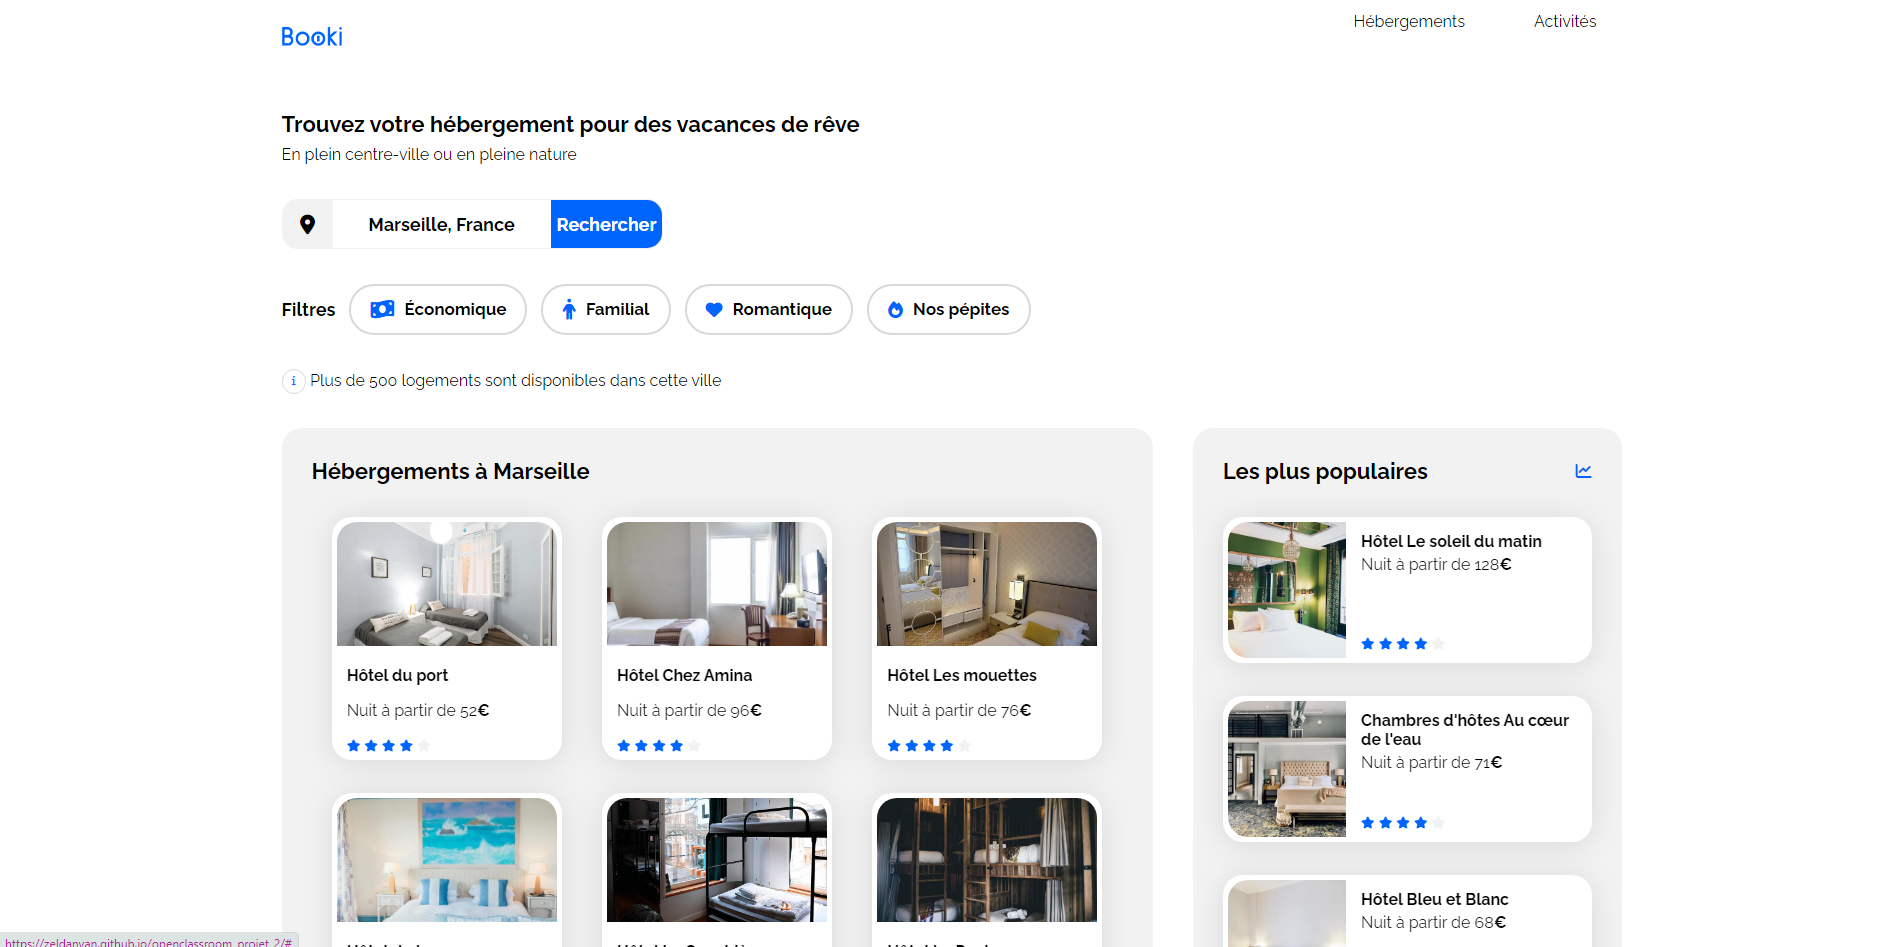 Booki
Hébergements
Activités
Trouvez votre hébergement pour des vacances de rêve
En plein centre-ville ou en pleine nature
Marseille, France
Rechercher
Filtres
Économique
Familial
Romantique
Nos pépites
i
Plus de 500 logements sont disponibles dans cette ville
Hébergements à Marseille
Hôtel du port
Nuit à partir de 52€
Hôtel Chez Amina
Nuit à partir de 96€
Hôtel Les mouettes
Nuit à partir de 76€
Les plus populaires
Hôtel Le soleil du matin
Nuit à partir de 128€
Chambres d'hôtes Au cœur
de l'eau
Nuit à partir de 71€
Hôtel Bleu et Blanc
Nuit à partir de 68€
https://zeldanvan.github.io/openclassroom_projet_2/#